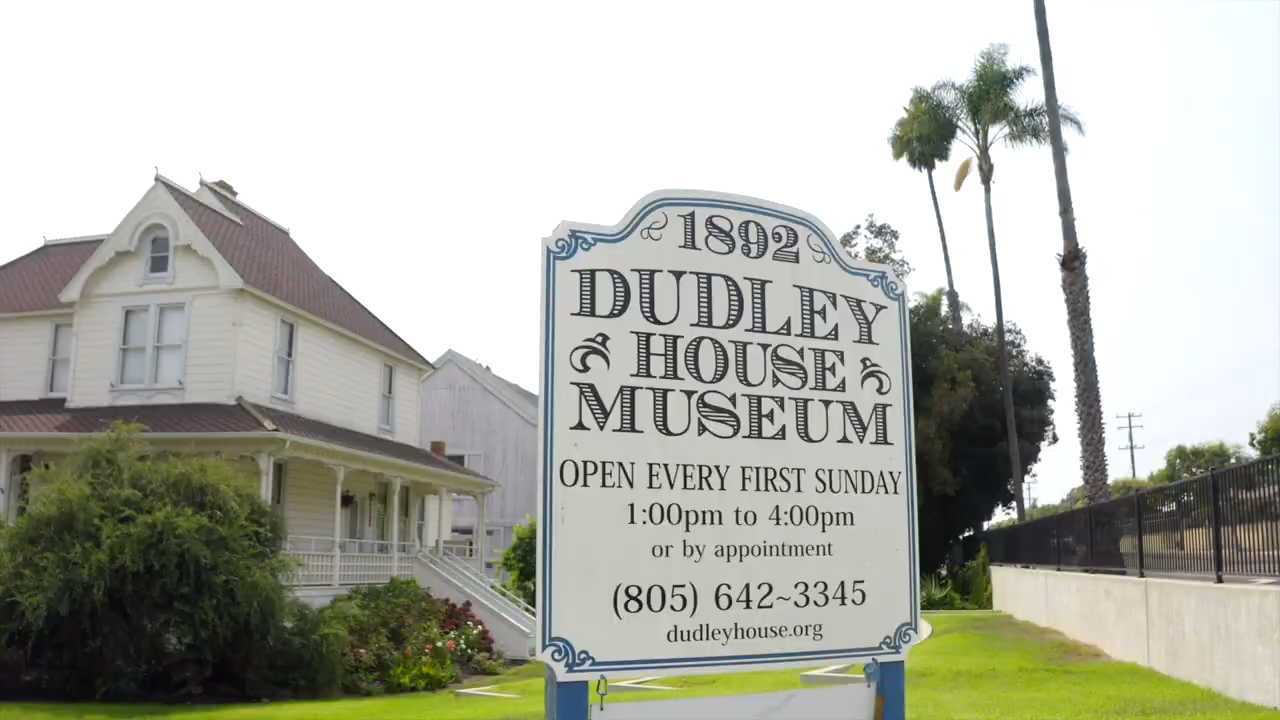 1892
DUDLEY
HOUSE
MUSEUM
OPEN EVERY FIRST SUNDAY
1:00pm to 4:00pm
or by appointment
(805) 642~3345
dudleyhouse.org